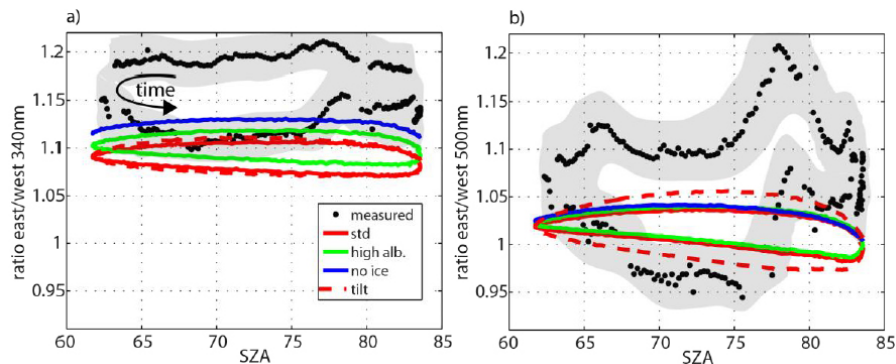 a)
ratio east/west 340nm
1.2
1.15
1.1
1.05
1
0.95
time
measured
std
high alb.
no ice
tilt
60 65 70 75 80 85
SZA
b)
ratio east/west 500nm
1.2
1.15
1.1
1.05
1
0.95
60 65 70 75 80 85
SZA